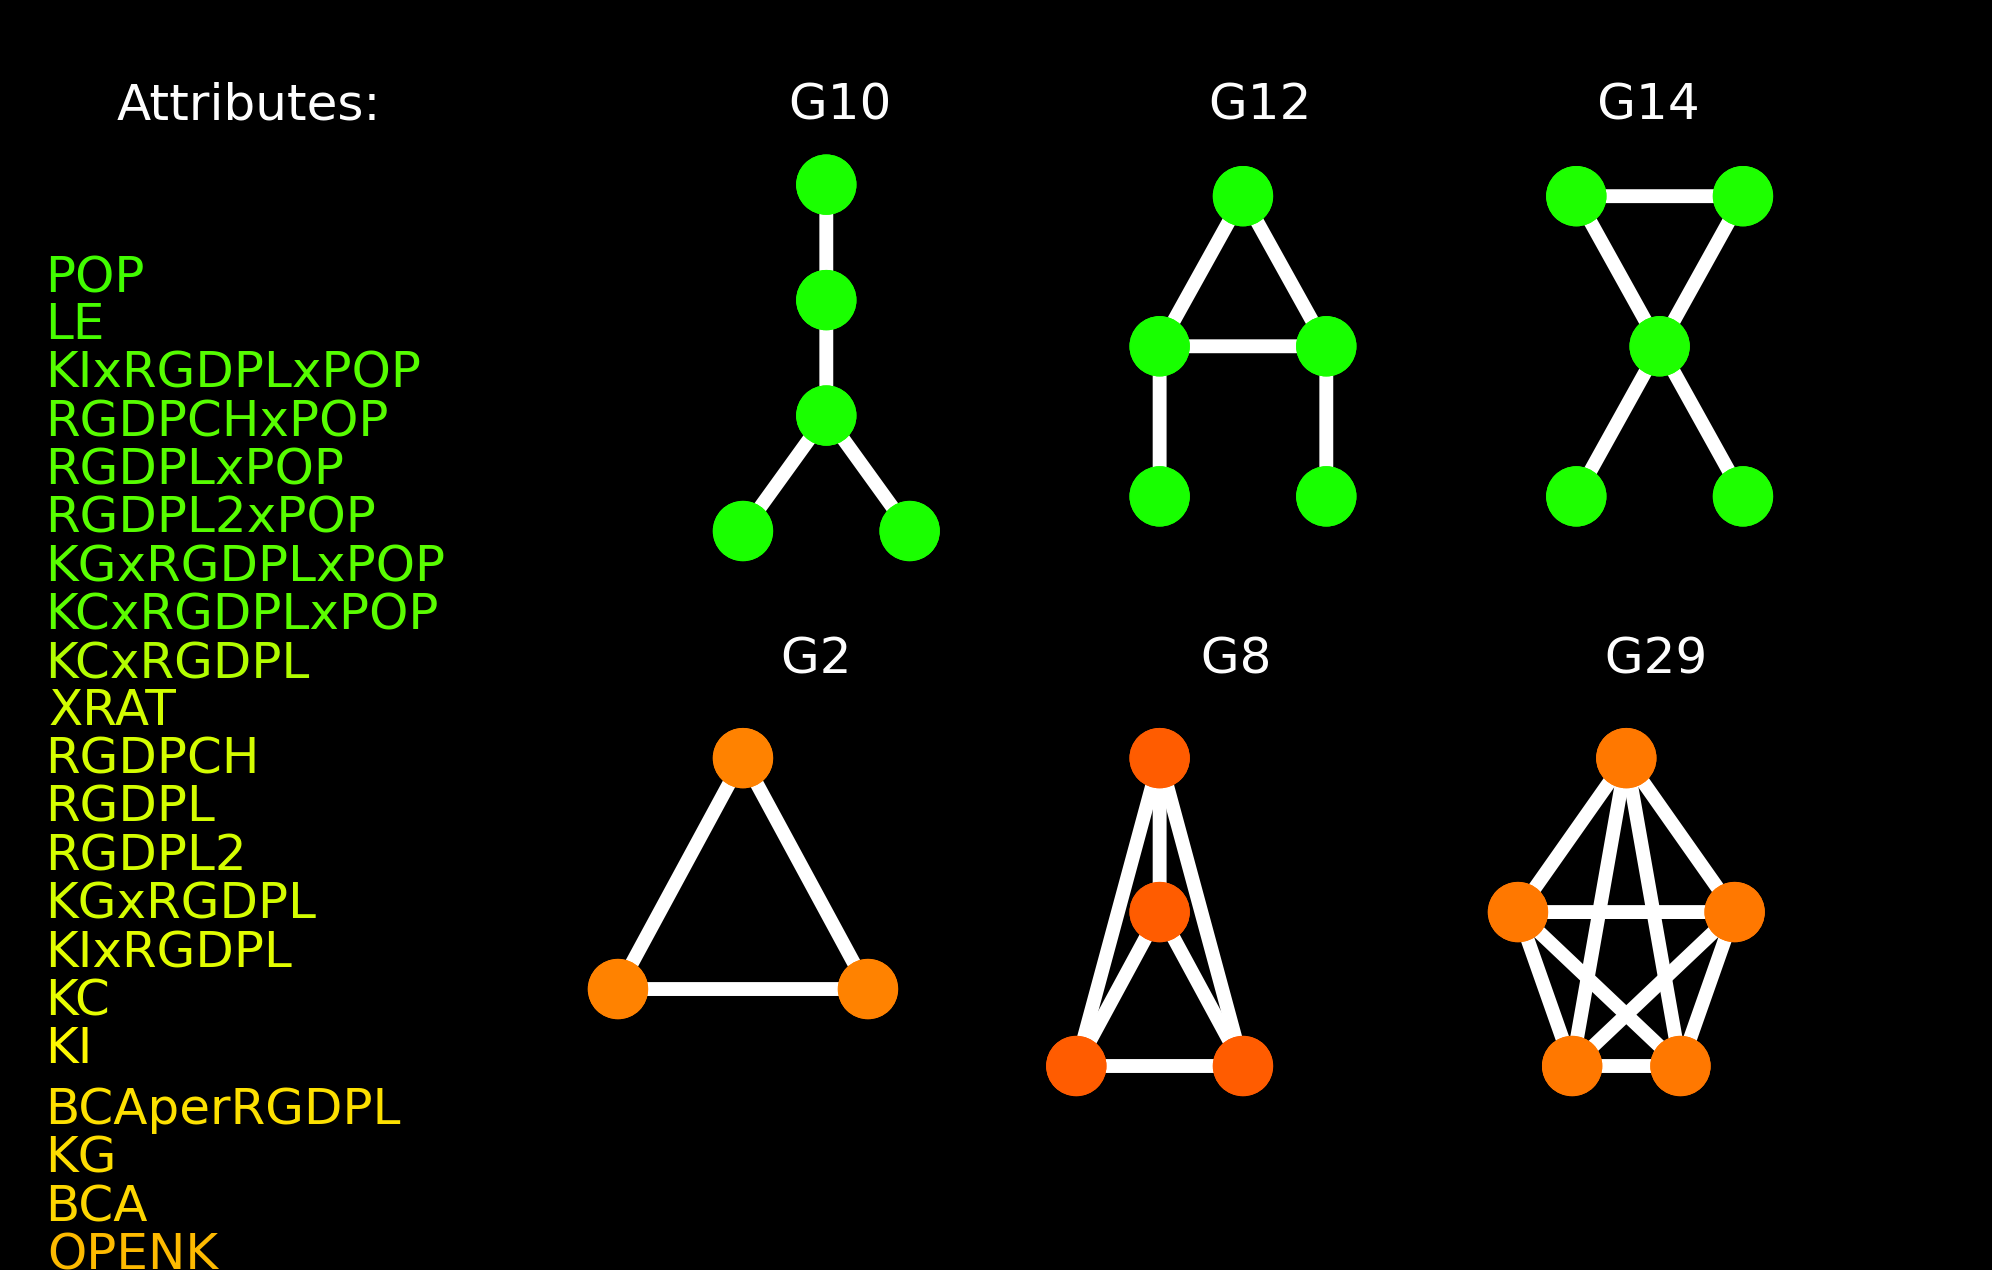 Attributes:
G10
G12
G14
POP
LE
KIxRGDPLxPOP
RGDPCHxPOP
RGDPLxPOP
RGDPL2xPOP
KGxRGDPLxPOP
KCxRGDPLxPOP
KCxRGDPL
XRAT
RGDPCH
RGDPL
RGDPL2
KGxRGDPL
KIxRGDPL
KC
KI
BCAperRGDPL
KG
BCA
OPENK
G2
G8
G29